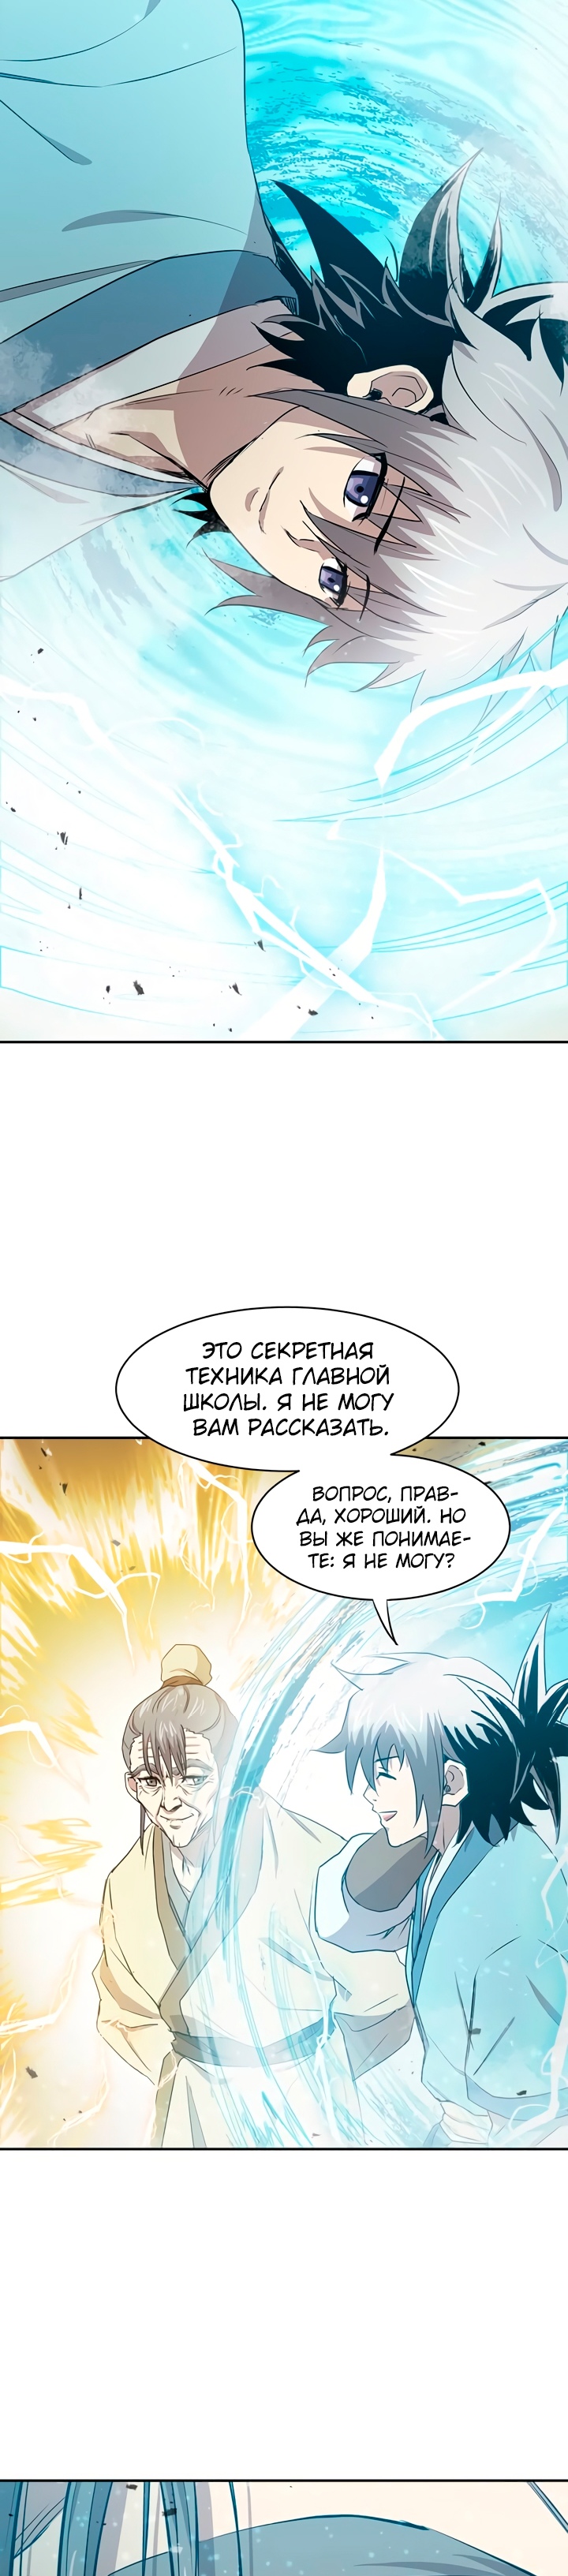 ЭТО СЕКРЕТНАЯ
ТЕХНИКА ГЛАВНОЙ
ШКОЛЫ. Я НЕ МОГУ
ВАМ РАССКАЗАТЬ.
ВОПРОС, ПРАВ-
ДА, ХОРОШИЙ. НО
ВЫ ЖЕ ПОНИМАЕ-
ТЕ: Я НЕ МОГУ?